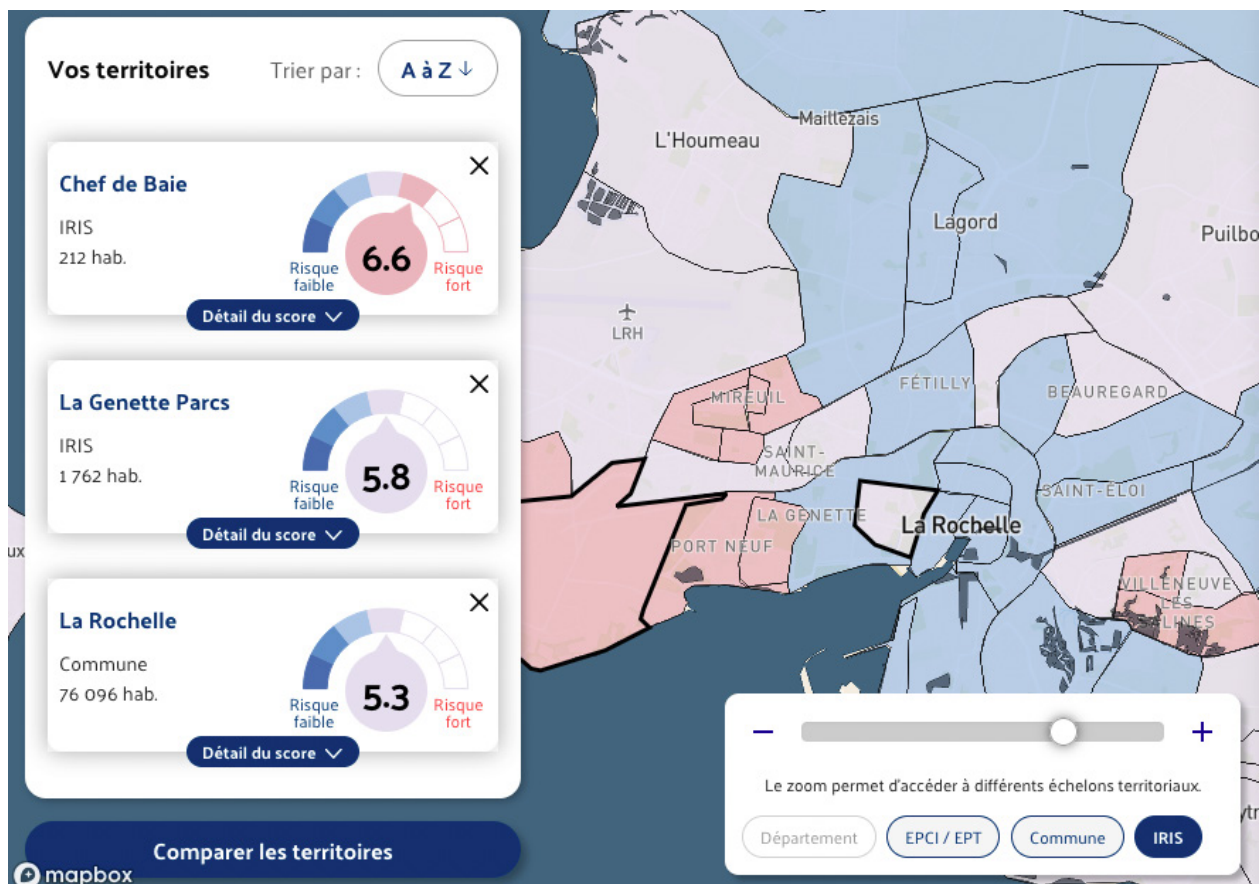 Vos territoires
Trier par :
A à Z ↓
Chef de Baie
IRIS
212 hab.
6.6
Risque
faible
Risque
fort
Détail du score
La Genette Parcs
IRIS
1 762 hab.
5.8
Risque
faible
Risque
fort
Détail du score
La Rochelle
Commune
76 096 hab.
5.3
Risque
faible
Risque
fort
Détail du score
Comparer les territoires
mapbox
Maillezais
L'Houmeau
Lagord
Puilbo
LRH
FÉTILLY
MIREUIL
BEAUREGARD
SAINT-
MAURICE
SAINT-ÉLOI
LA GENETTE
La Rochelle
PORT NEUF
ux
VILLENEUVE
LES
SALINES
ytr
− +
Le zoom permet d'accéder à différents échelons territoriaux.
Département
EPCI / EPT
Commune
IRIS